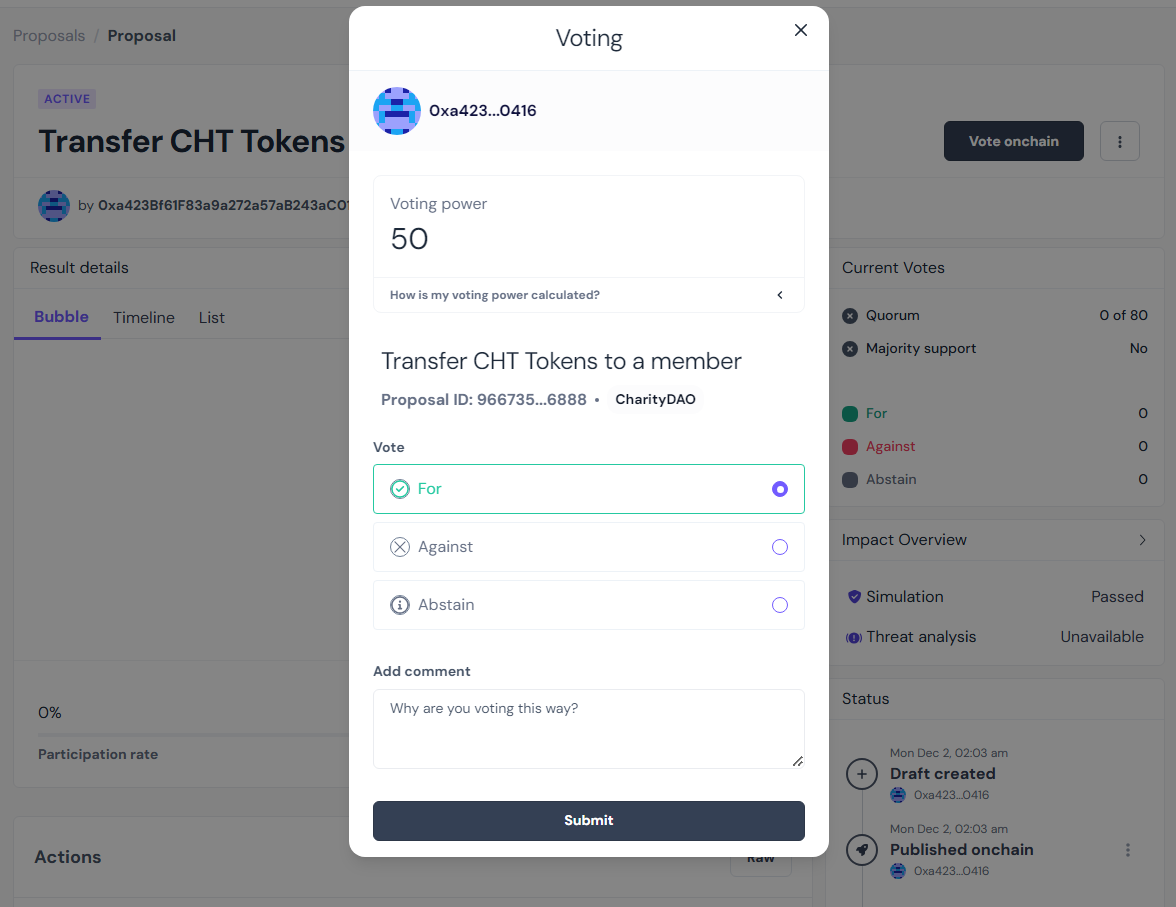 Proposals / Proposal
ACTIVE
Transfer CHT Tokens
Vote onchain
by 0xa423Bf61F83a9a272a57aB243aC0
Result details
Bubble Timeline List
0%
Participation rate
Actions
Raw
Voting
0xa423...0416
Voting power
50
How is my voting power calculated?
Transfer CHT Tokens to a member
Proposal ID: 966735...6888 • CharityDAO
Vote
For
Against
Abstain
Add comment
Why are you voting this way?
Submit
Current Votes
Quorum 0 of 80
Majority support No
For 0
Against 0
Abstain 0
Impact Overview
Simulation Passed
Threat analysis Unavailable
Status
Mon Dec 2, 02:03 am
Draft created
0xa423...0416
Mon Dec 2, 02:03 am
Published onchain
0xa423...0416